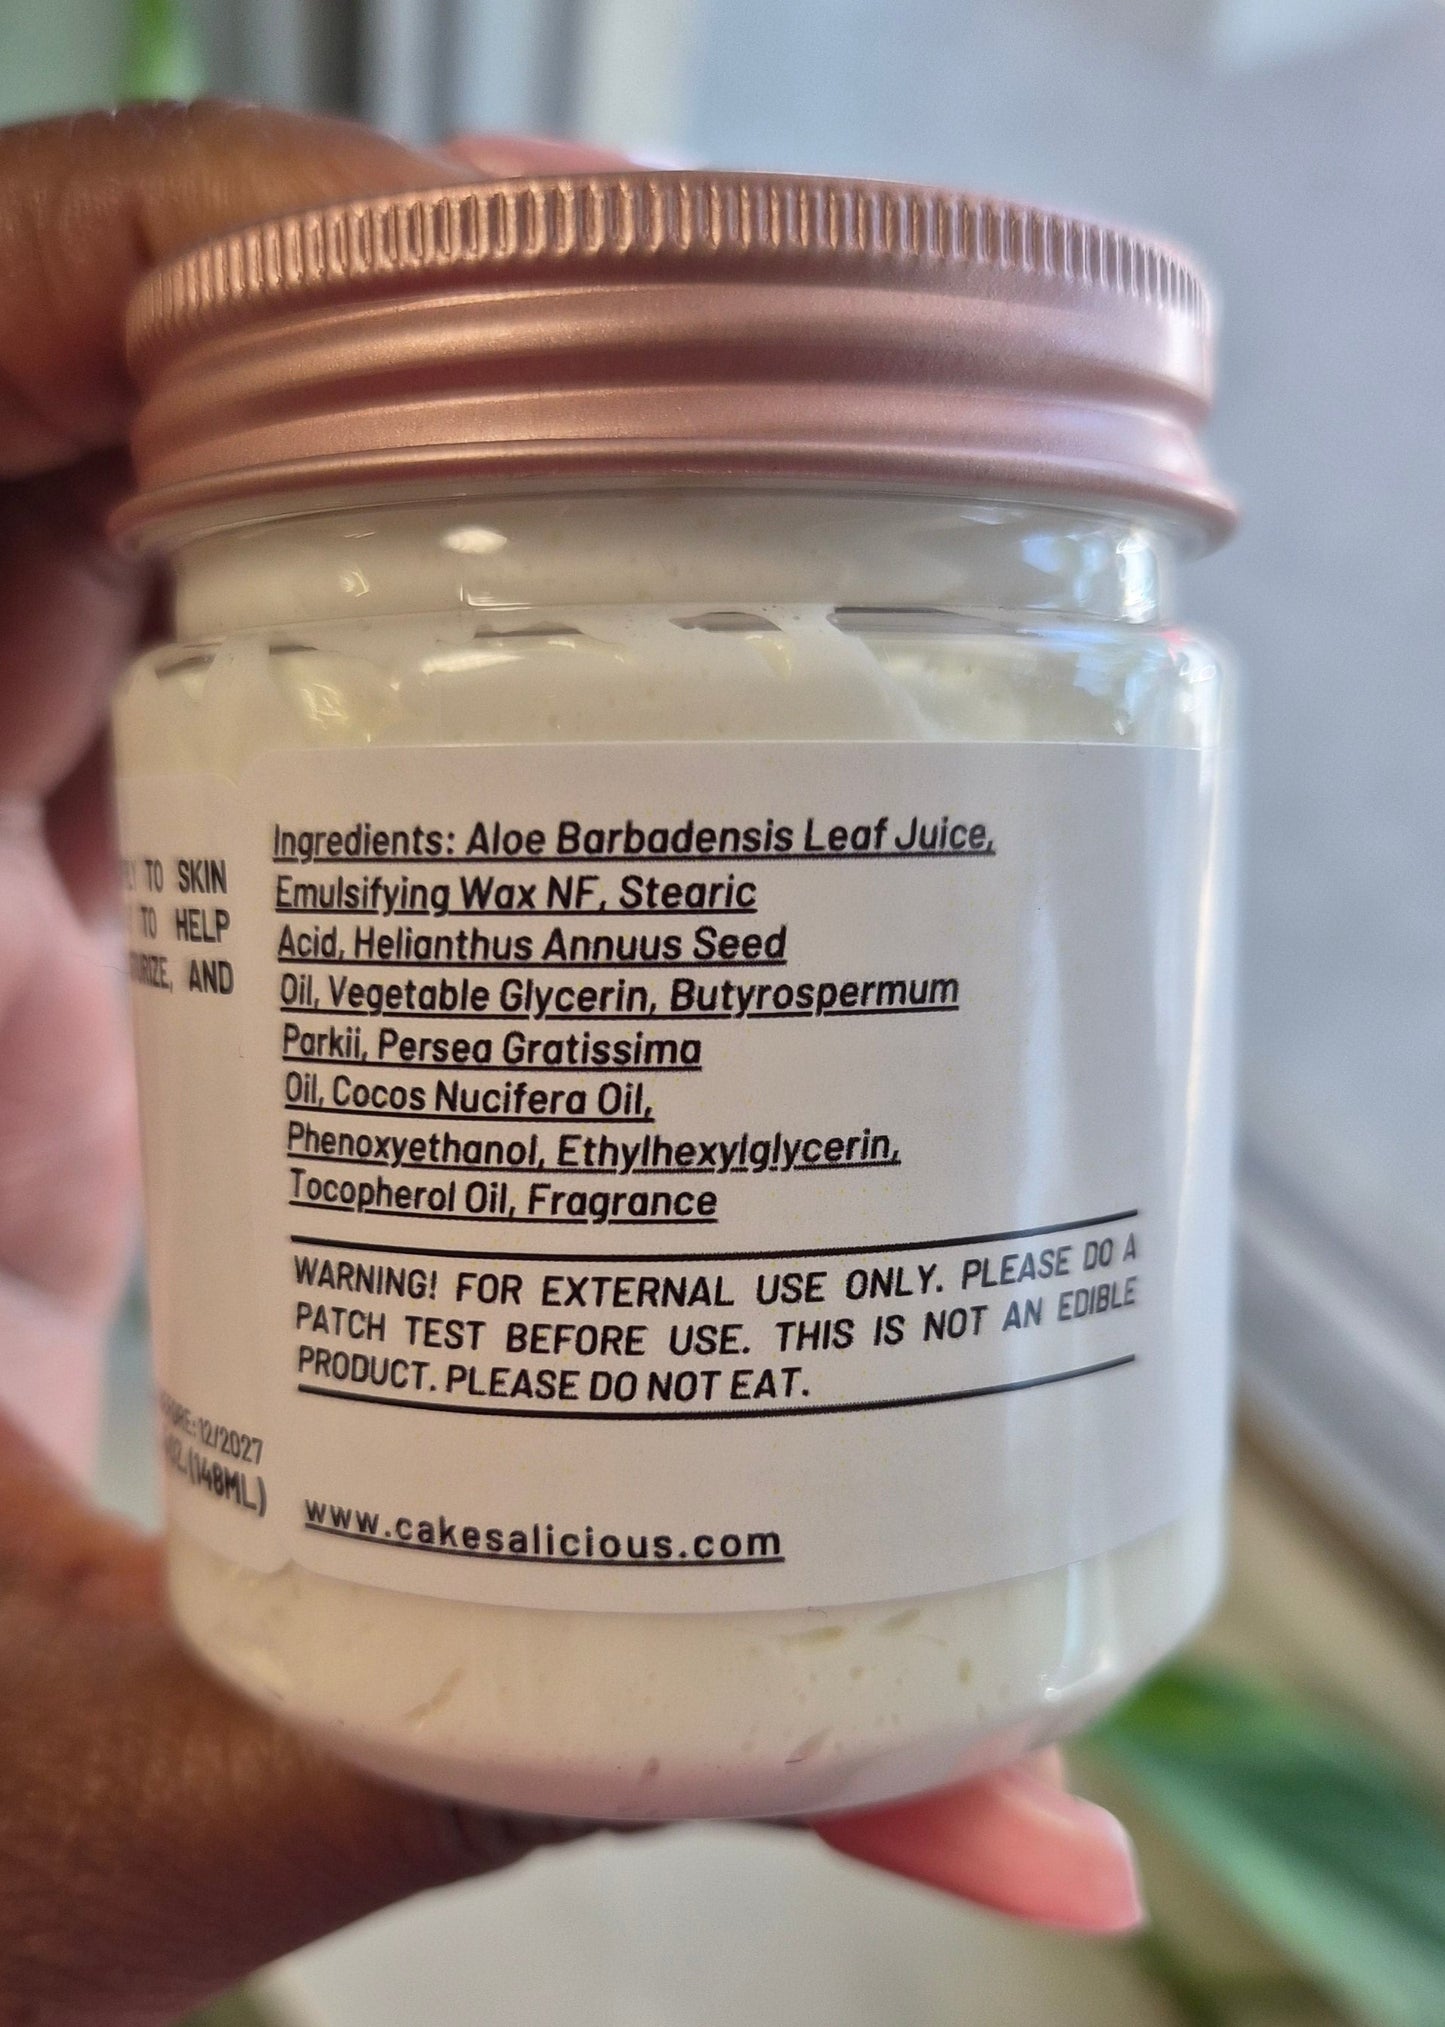 TO SKIN
TO HELP
AND
12/2027
(148ML)
Ingredients: Aloe Barbadensis Leaf Juice,
Emulsifying Wax NF, Stearic
Acid, Helianthus Annuus Seed
Oil, Vegetable Glycerin, Butyrospermum
Parkii, Persea Gratissima
Oil, Cocos Nucifera Oil,
Phenoxyethanol, Ethylhexylglycerin,
Tocopherol Oil, Fragrance
WARNING! FOR EXTERNAL USE ONLY. PLEASE DO A
PATCH TEST BEFORE USE. THIS IS NOT AN EDIBLE
PRODUCT. PLEASE DO NOT EAT.
www.cakesalicious.com